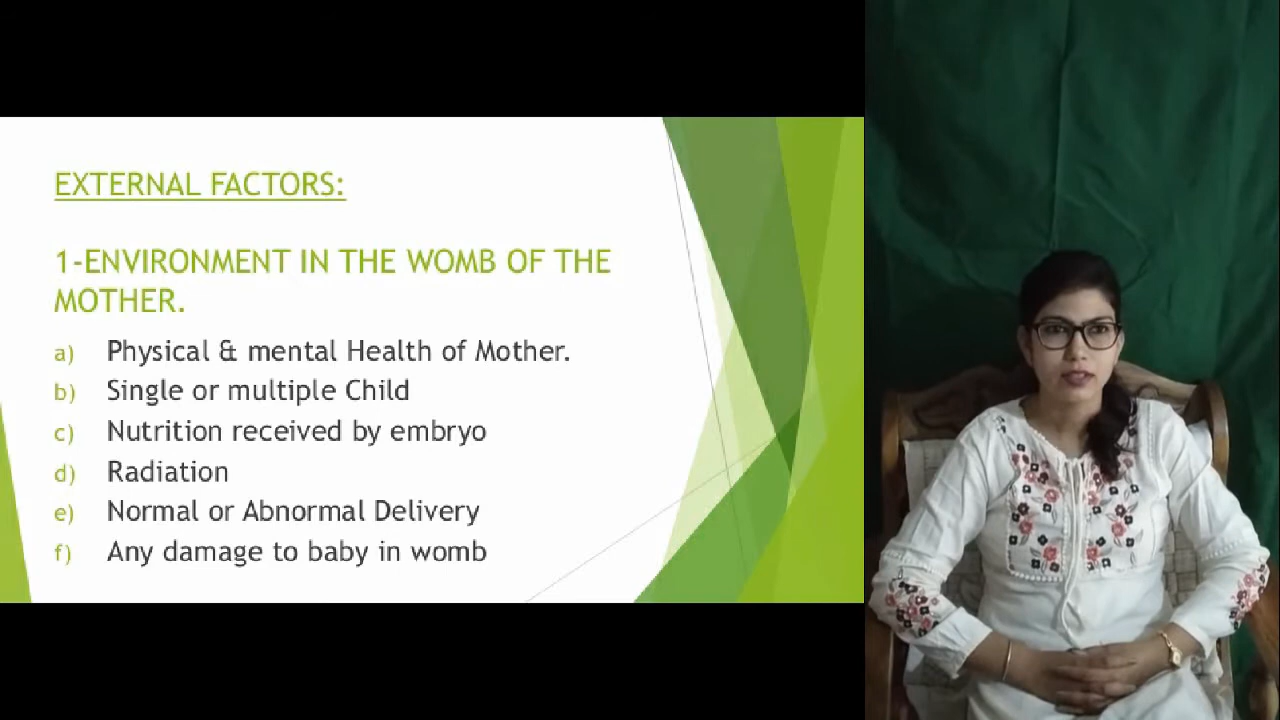 EXTERNAL FACTORS:
1-ENVIRONMENT IN THE WOMB OF THE
MOTHER.
a) Physical & mental Health of Mother.
b) Single or multiple Child
c) Nutrition received by embryo
d) Radiation
e) Normal or Abnormal Delivery
f) Any damage to baby in womb